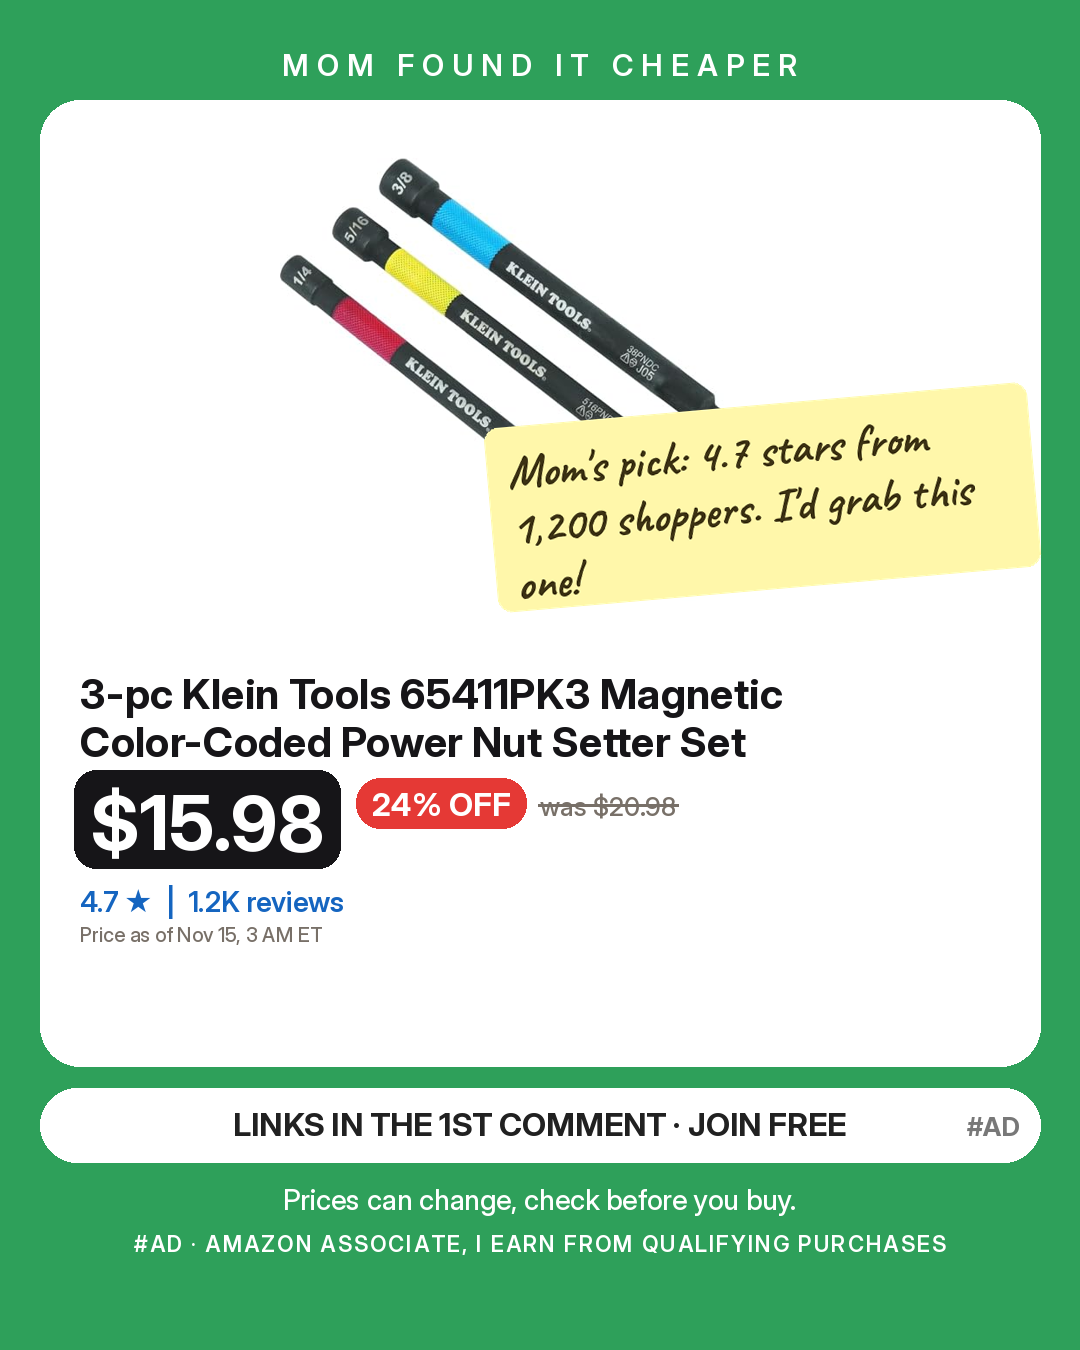 MOM FOUND IT CHEAPER
3/8
5/16
1/4
KLEIN TOOLS
KLEIN TOOLS
KLEIN TOOLS
38PNDC
J05
Mom's pick: 4.7 stars from
1,200 shoppers. I'd grab this
one!
3-pc Klein Tools 65411PK3 Magnetic
Color-Coded Power Nut Setter Set
$15.98
24% OFF
was $20.98
4.7 ★ | 1.2K reviews
Price as of Nov 15, 3 AM ET
LINKS IN THE 1ST COMMENT · JOIN FREE
#AD
Prices can change, check before you buy.
#AD · AMAZON ASSOCIATE, I EARN FROM QUALIFYING PURCHASES